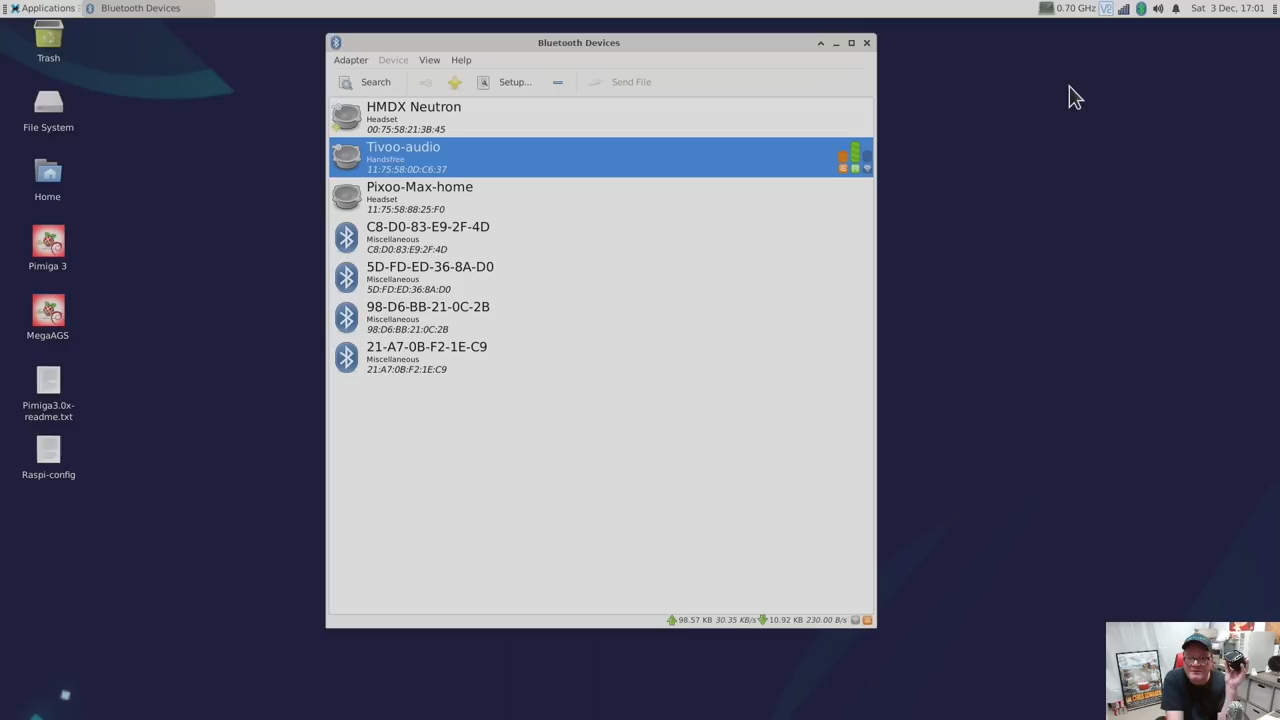 Applications
Bluetooth Devices
0.70 GHz
Sat 3 Dec, 17:01
Trash
File System
Home
Pimiga 3
MegaAGS
Pimiga3.0x-
readme.txt
Raspi-config
Bluetooth Devices
Adapter Device View Help
Search Setup... Send File
HMDX Neutron
Headset
00:75:58:21:3B:45
Tivoo-audio
Handsfree
11:75:58:0D:C6:37
Pixoo-Max-home
Headset
11:75:58:88:25:F0
C8-D0-83-E9-2F-4D
Miscellaneous
C8:D0:83:E9:2F:4D
5D-FD-ED-36-8A-D0
Miscellaneous
5D:FD:ED:36:8A:D0
98-D6-BB-21-0C-2B
Miscellaneous
98:D6:BB:21:0C:2B
21-A7-0B-F2-1E-C9
Miscellaneous
21:A7:0B:F2:1E:C9
98.57 KB 30.35 KB/s 10.92 KB 230.00 B/s